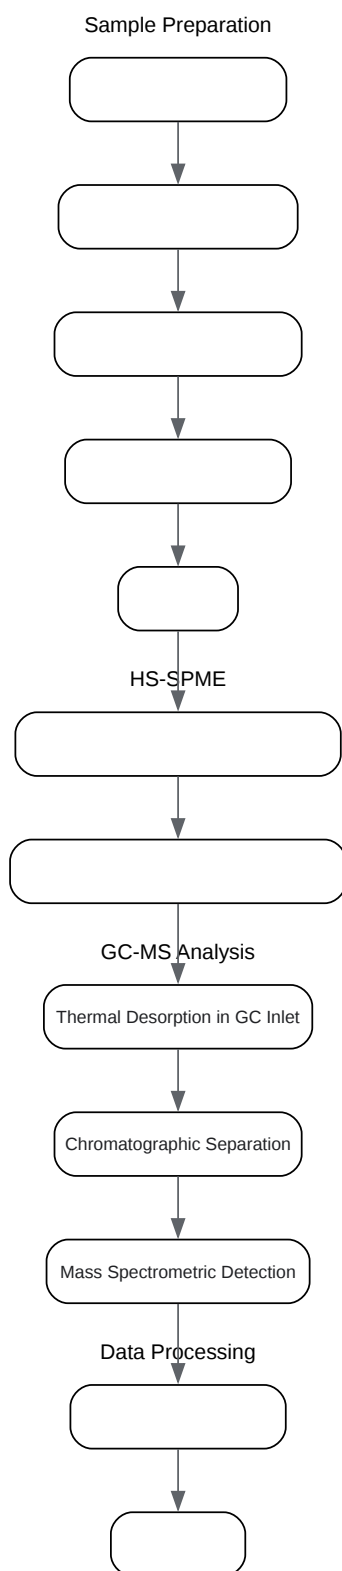 Sample Preparation
HS-SPME
GC-MS Analysis
Thermal Desorption in GC Inlet
Chromatographic Separation
Mass Spectrometric Detection
Data Processing